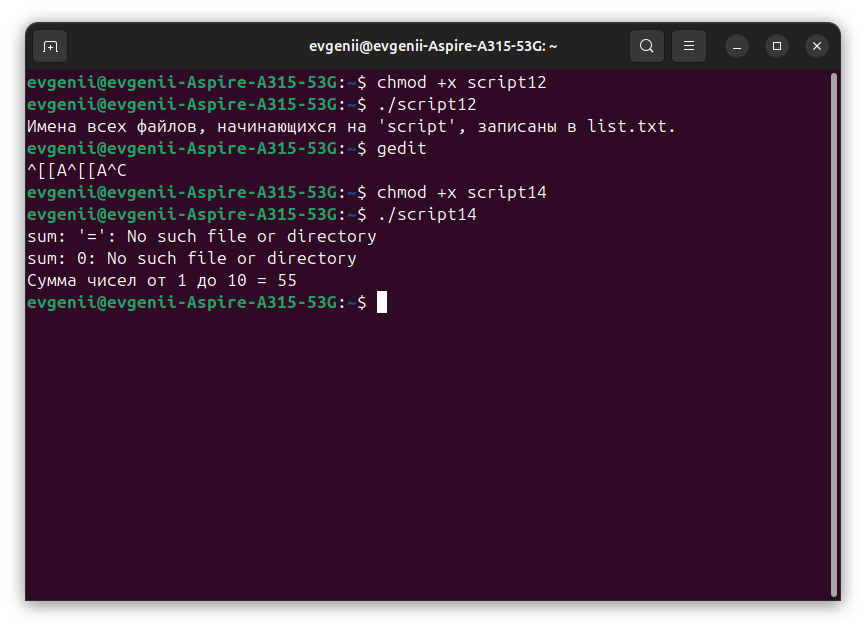 evgenii@evgenii-Aspire-A315-53G: ~
evgenii@evgenii-Aspire-A315-53G:~$ chmod +x script12
evgenii@evgenii-Aspire-A315-53G:~$ ./script12
Имена всех файлов, начинающихся на 'script', записаны в list.txt.
evgenii@evgenii-Aspire-A315-53G:~$ gedit
^[[A^[[A^C
evgenii@evgenii-Aspire-A315-53G:~$ chmod +x script14
evgenii@evgenii-Aspire-A315-53G:~$ ./script14
sum: '=': No such file or directory
sum: 0: No such file or directory
Сумма чисел от 1 до 10 = 55
evgenii@evgenii-Aspire-A315-53G:~$